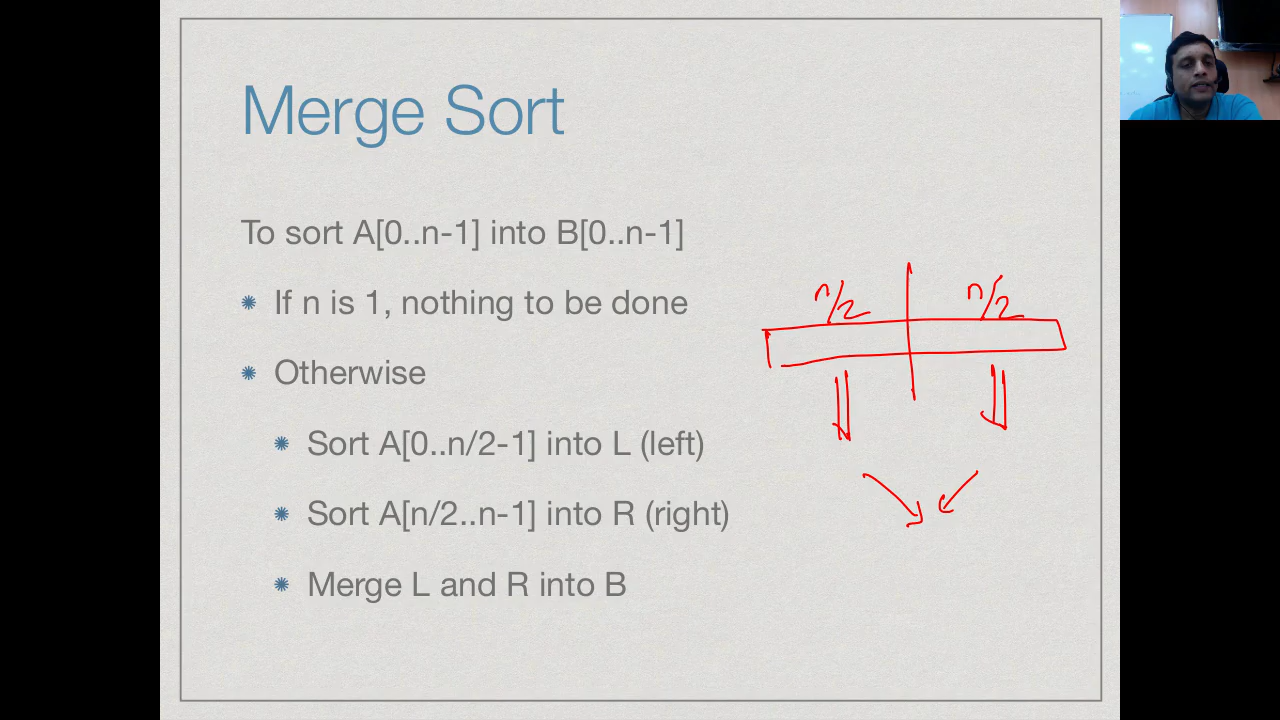 Merge Sort
To sort A[0..n-1] into B[0..n-1]
If n is 1, nothing to be done
Otherwise
Sort A[0..n/2-1] into L (left)
Sort A[n/2..n-1] into R (right)
Merge L and R into B
n/2 n/2